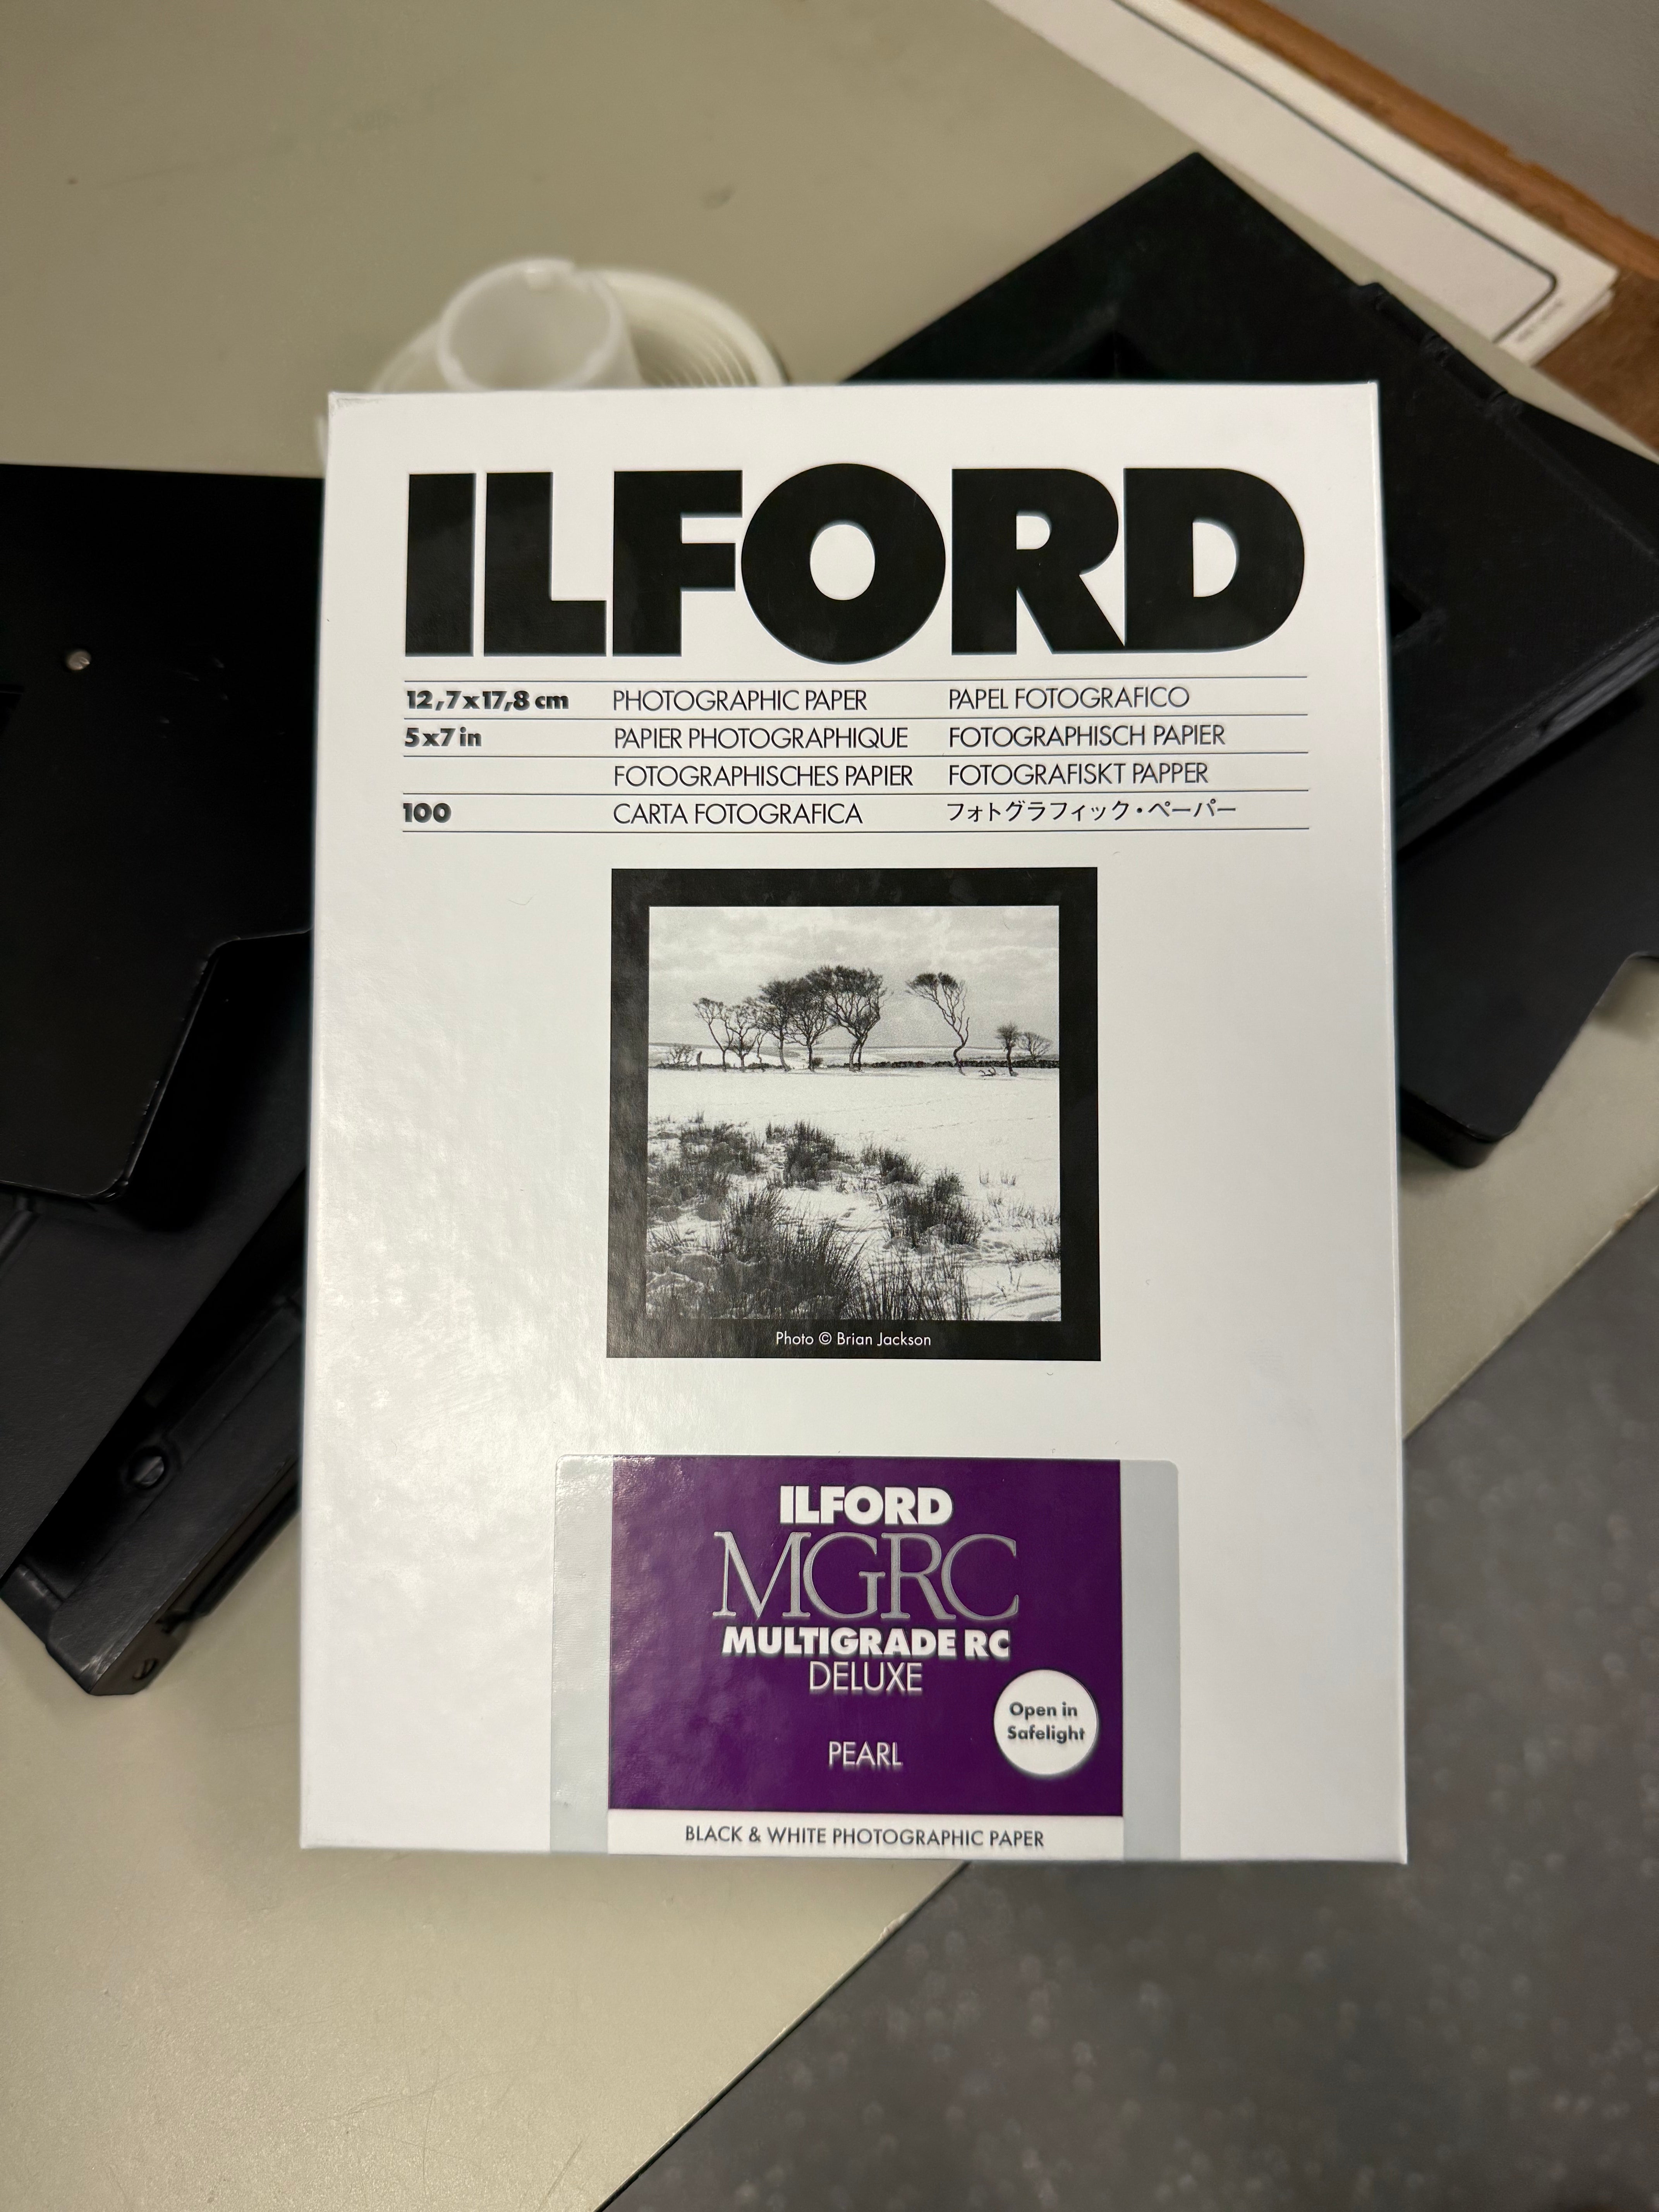 ILFORD
12,7x17,8 cm PHOTOGRAPHIC PAPER PAPEL FOTOGRAFICO
5x7 in PAPIER PHOTOGRAPHIQUE FOTOGRAPHISCH PAPIER
FOTOGRAPHISCHES PAPIER FOTOGRAFISKT PAPPER
100 CARTA FOTOGRAFICA フォトグラフィック・ペーパー
Photo © Brian Jackson
ILFORD
MGRC
MULTIGRADE RC
DELUXE
Open in
Safelight
PEARL
BLACK & WHITE PHOTOGRAPHIC PAPER